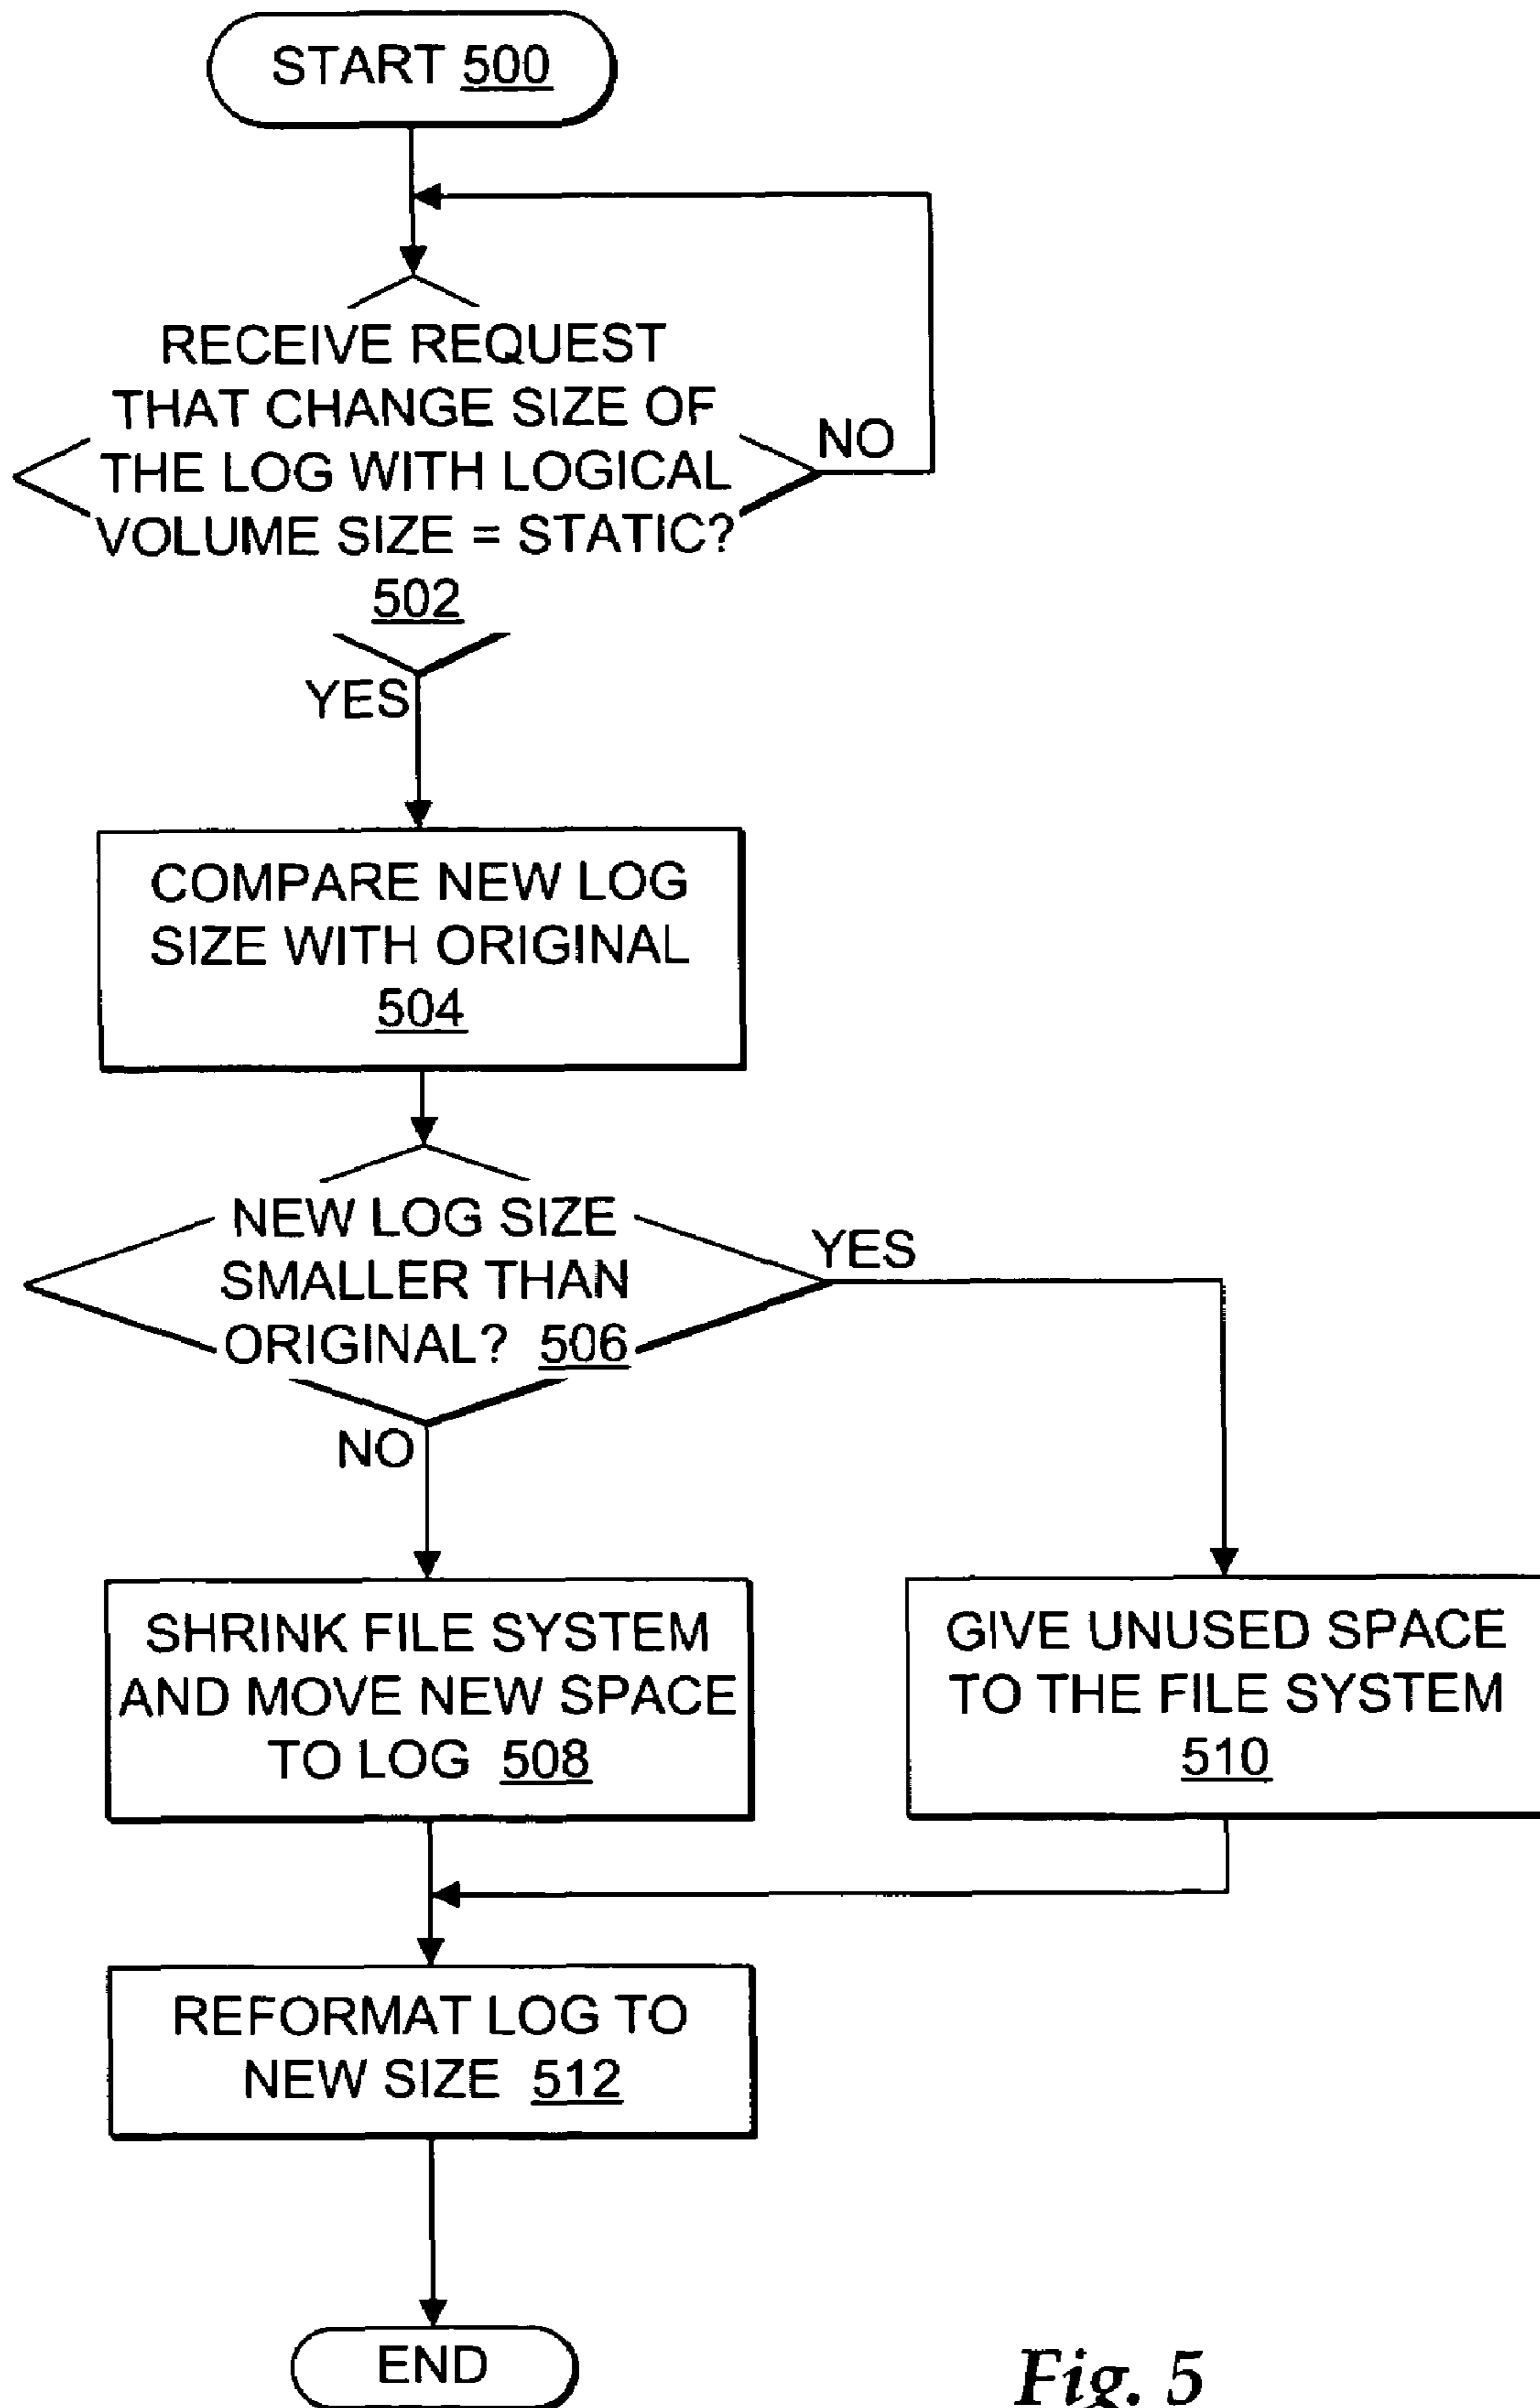 START 500
RECEIVE REQUEST
THAT CHANGE SIZE OF
THE LOG WITH LOGICAL
VOLUME SIZE = STATIC?
502
NO
YES
COMPARE NEW LOG
SIZE WITH ORIGINAL
504
NEW LOG SIZE
SMALLER THAN
ORIGINAL? 506
YES
NO
SHRINK FILE SYSTEM
AND MOVE NEW SPACE
TO LOG 508
GIVE UNUSED SPACE
TO THE FILE SYSTEM
510
REFORMAT LOG TO
NEW SIZE 512
END
Fig. 5